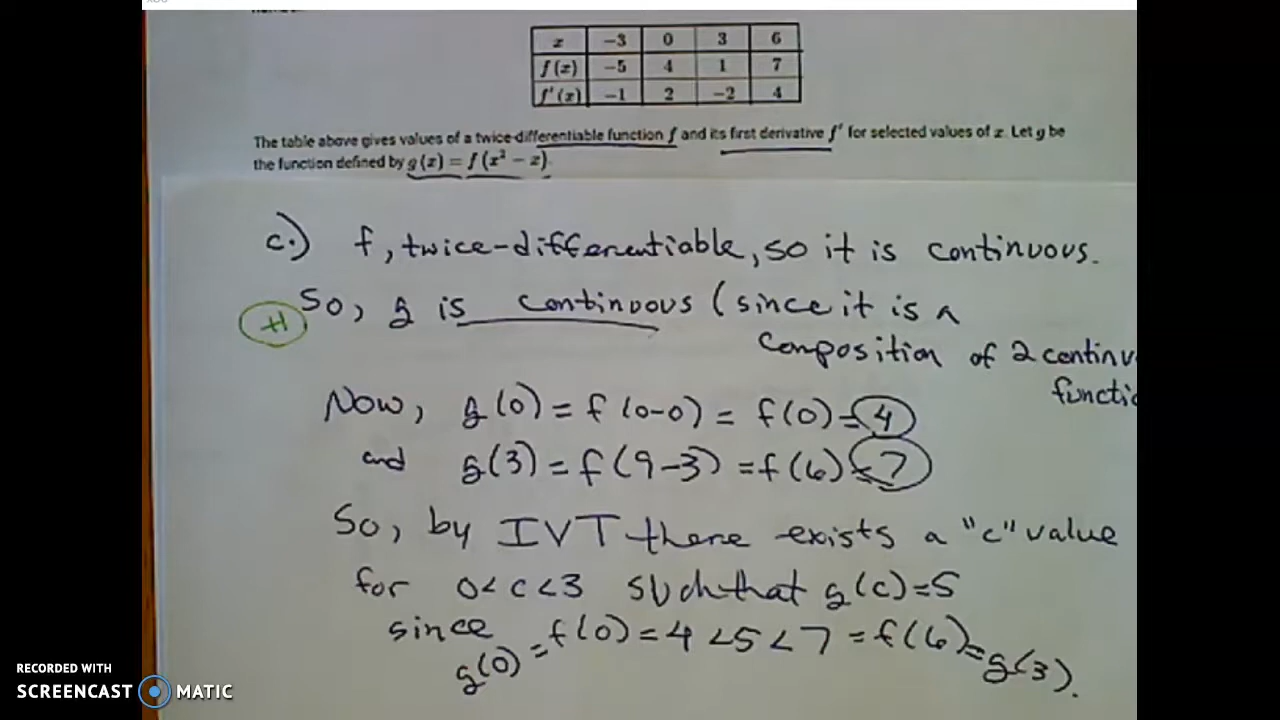 x -3 0 3 6
f(x) -5 4 1 7
f'(x) -1 2 -2 4
The table above gives values of a twice-differentiable function f and its first derivative f' for selected values of x. Let g be
the function defined by g(x) = f(x² - x)
c.) f, twice-differentiable, so it is continuous.
+1 So, g is continuous (since it is a
composition of 2 continu
functio
Now, g(0) = f(0-0) = f(0) = 4
and g(3) = f(9-3) = f(6) = 7
So, by IVT there exists a "c" value
for 0<c<3 such that g(c)=5
since
g(0) = f(0) = 4 < 5 < 7 = f(6) = g(3).
RECORDED WITH
SCREENCAST MATIC